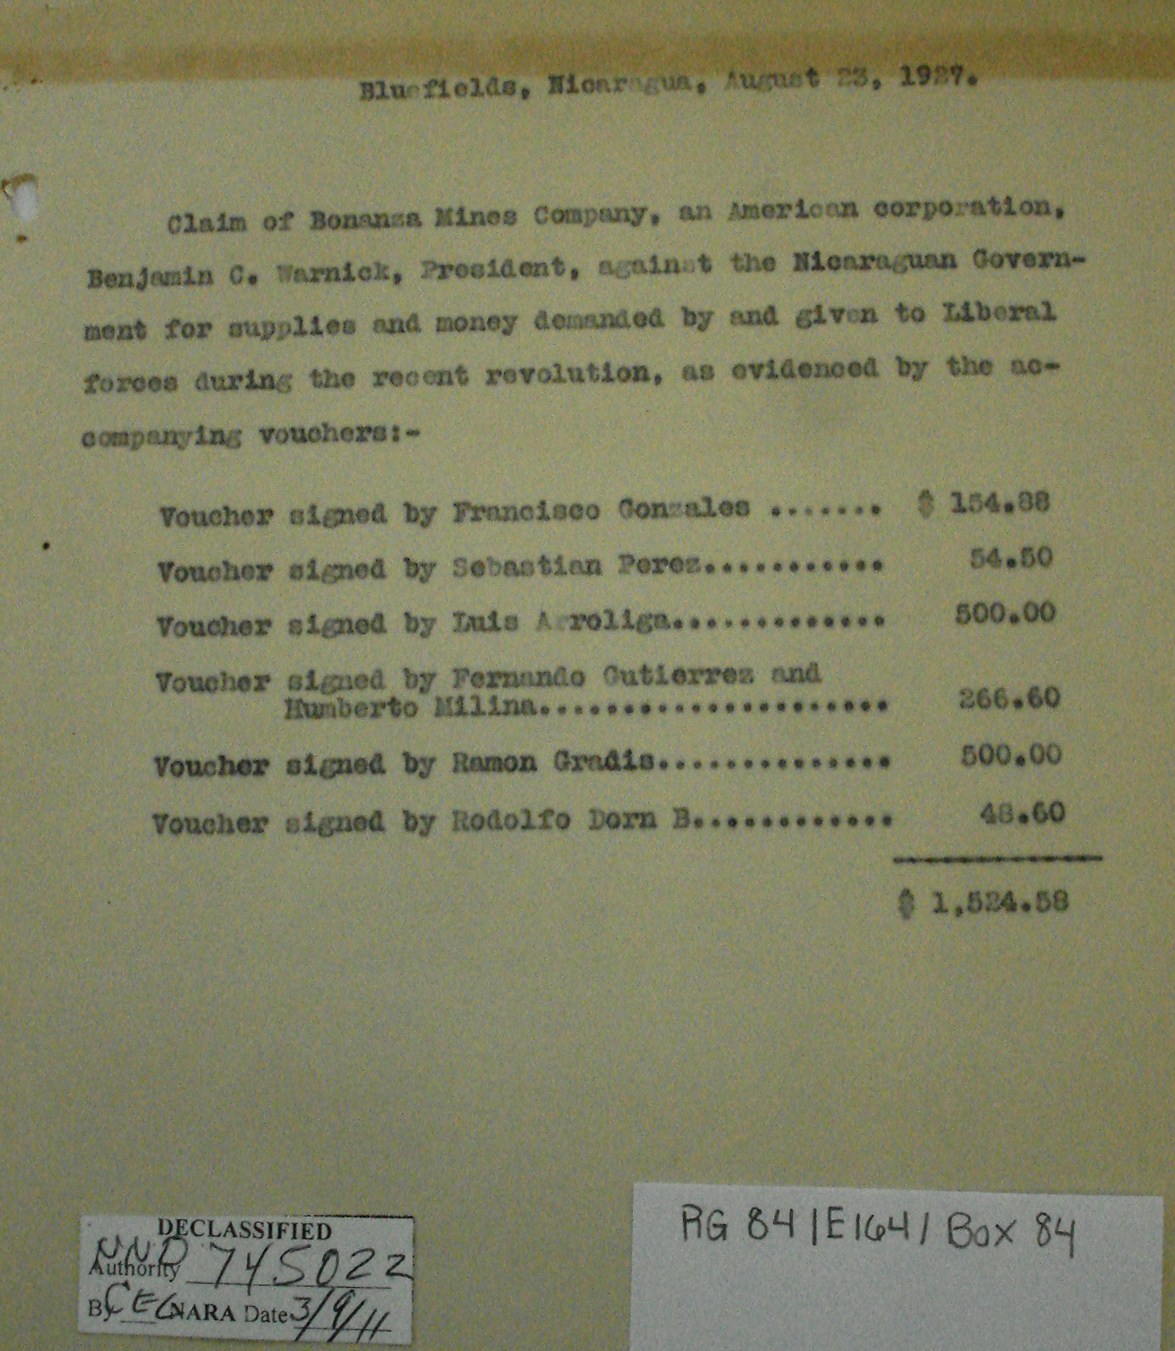 Bluefields, Nicaragua, August 23, 1927.
Claim of Bonanza Mines Company, an American corporation,
Benjamin C. Warnick, President, against the Nicaraguan Govern-
ment for supplies and money demanded by and given to Liberal
forces during the recent revolution, as evidenced by the ac-
companying vouchers:-
Voucher signed by Francisco Gonzales ....... $ 154.88
Voucher signed by Sebastian Perez........... 54.50
Voucher signed by Luis Arroliga............. 500.00
Voucher signed by Fernando Gutierrez and
Humberto Milina..................... 266.60
Voucher signed by Ramon Gradis.............. 500.00
Voucher signed by Rodolfo Dorn B............ 48.60
$ 1,524.58
DECLASSIFIED
Authority NND 745022
By CEC NARA Date 3/9/11
RG 84/E164/ Box 84